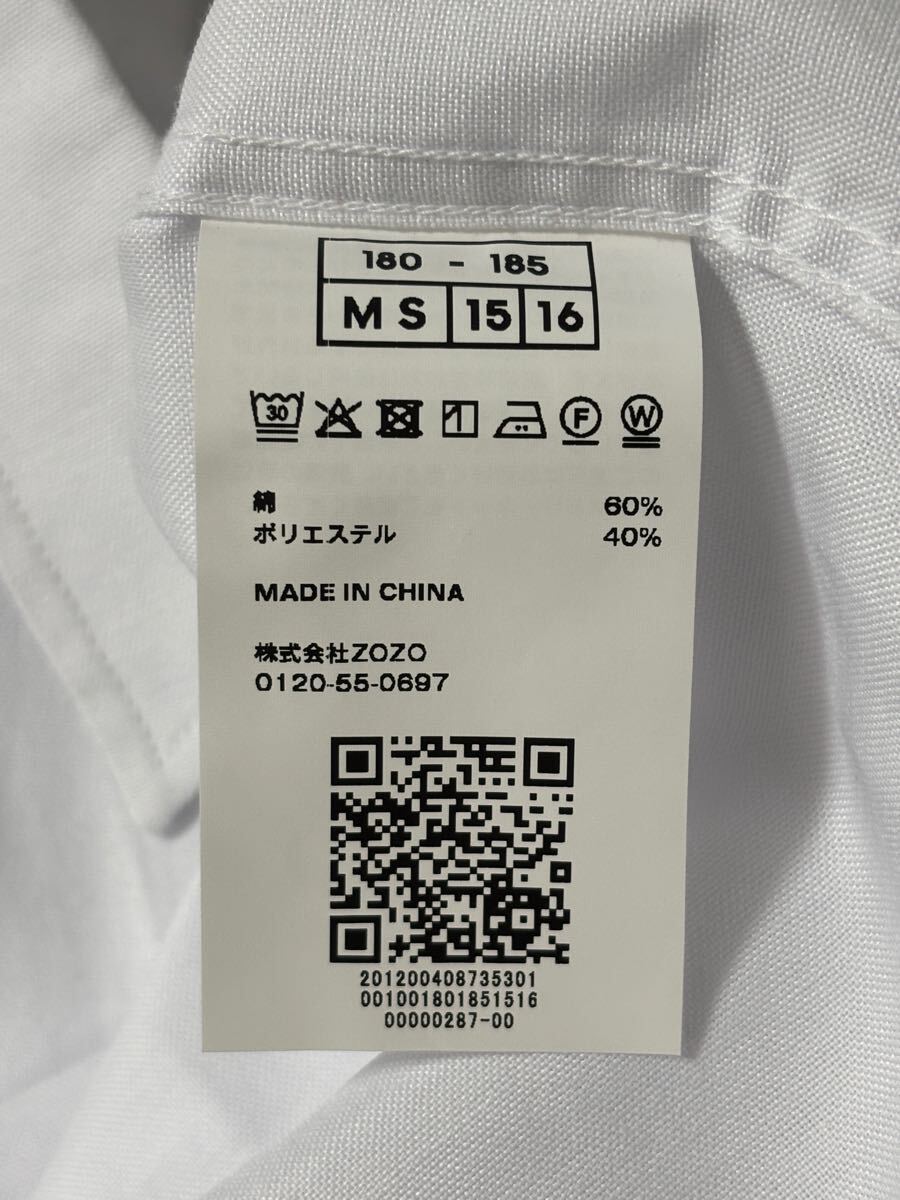 180 - 185
MS 15 16
30 F W
綿 60%
ポリエステル 40%
MADE IN CHINA
株式会社ZOZO
0120-55-0697
201200408735301
001001801851516
00000287-00